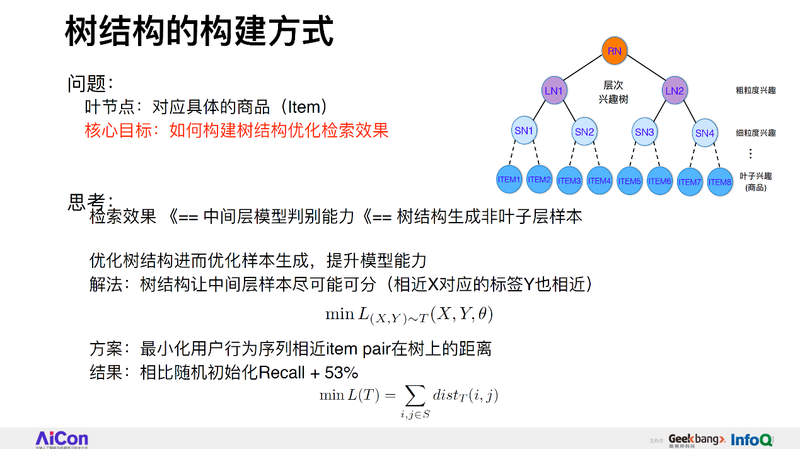 树结构的构建方式
问题：
叶节点：对应具体的商品（Item）
核心目标：如何构建树结构优化检索效果
RN
LN1
层次
兴趣树
LN2
粗粒度兴趣
SN1
SN2
SN3
SN4
细粒度兴趣
⋮
ITEM1
ITEM2
ITEM3
ITEM4
ITEM5
ITEM6
ITEM7
ITEM8
叶子兴趣
(商品)
思考：
检索效果 《== 中间层模型判别能力《== 树结构生成非叶子层样本
优化树结构进而优化样本生成，提升模型能力
解法：树结构让中间层样本尽可能可分（相近X对应的标签Y也相近）
min L_{(X,Y)∼T}(X, Y, θ)
方案：最小化用户行为序列相近item pair在树上的距离
结果：相比随机初始化Recall + 53%
min L(T) = ∑_{i,j∈S} dist_T(i, j)
AiCon
Geekbang>.
极客邦科技
InfoQ